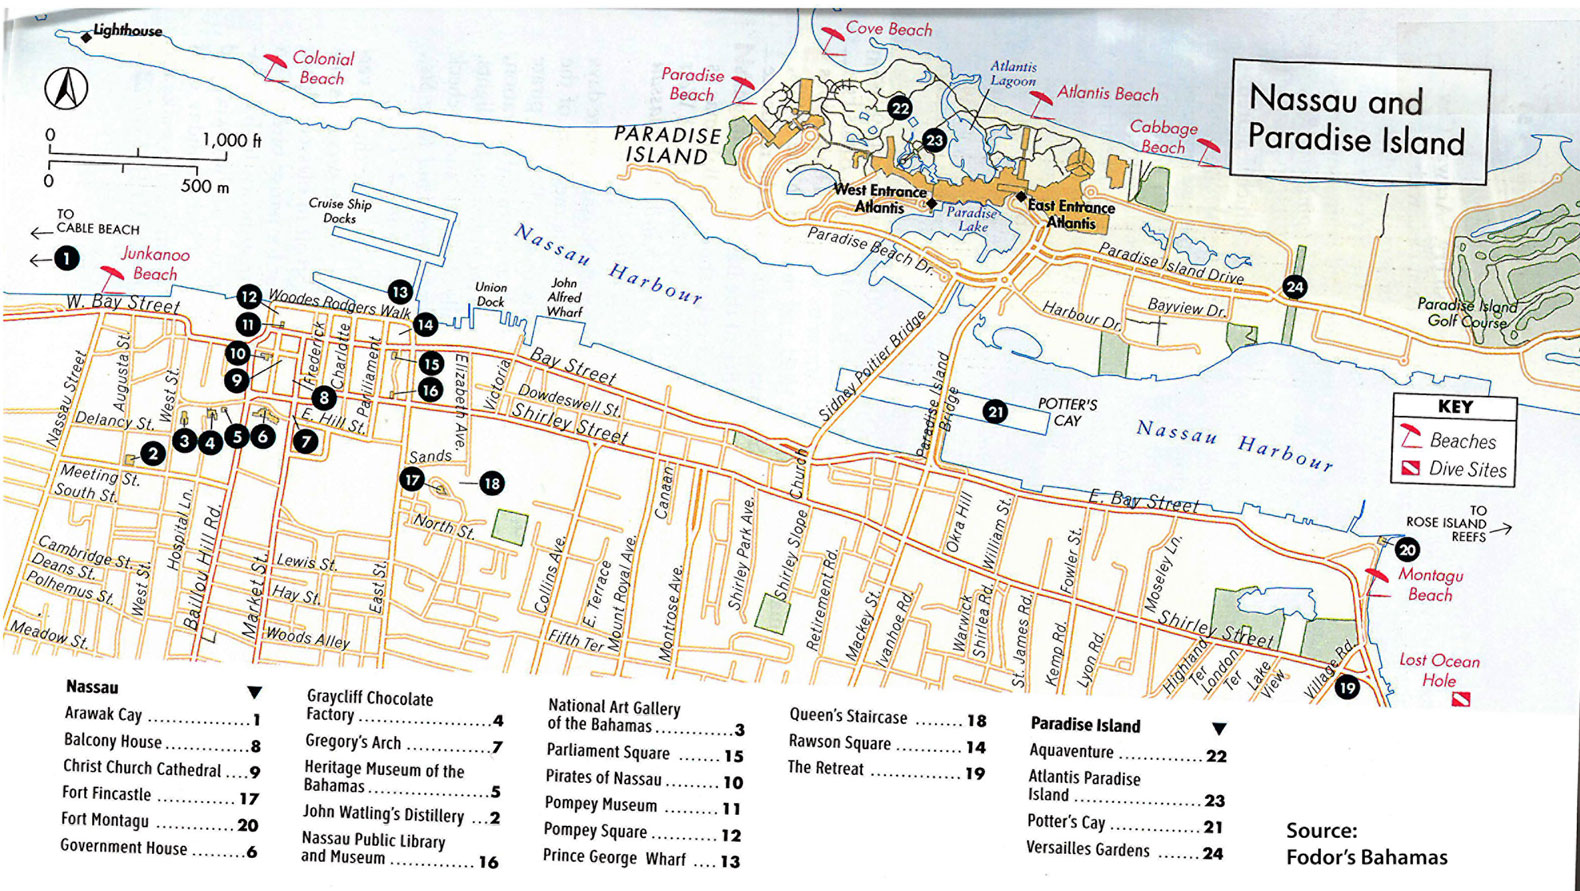 Lighthouse
Colonial
Beach
Cove Beach
Paradise
Beach
Atlantis
Lagoon
Atlantis Beach
Cabbage
Beach
Nassau and
Paradise Island
0
1,000 ft
0
500 m
PARADISE
ISLAND
22
23
TO
CABLE BEACH
1
Junkanoo
Beach
Cruise Ship
Docks
West Entrance
Atlantis
East Entrance
Atlantis
Paradise
Lake
Nassau Harbour
Paradise Beach Dr.
Paradise Island Drive
24
Harbour Dr.
Bayview Dr.
Paradise Island
Golf Course
W. Bay Street
12
11
10
9
Woodes Rodgers Walk
13
14
15
16
8
Union
Dock
John
Alfred
Wharf
Frederick
Charlotte
Parliament
Elizabeth Ave.
Victoria
Bay Street
Dowdeswell St.
Shirley Street
Sidney Poitier Bridge
Paradise Island
Bridge
21
POTTER'S
CAY
Nassau Harbour
KEY
Beaches
Dive Sites
Nassau Street
Augusta St.
West St.
Delancy St.
E. Hill St.
2
3
4
5
6
7
Meeting St.
South St.
Sands
17
18
North St.
Canaan
Church
E. Bay Street
TO
ROSE ISLAND
REEFS
20
Montagu
Beach
Cambridge St.
Deans St.
Polhemus St.
Meadow St.
West St.
Hospital Ln.
Baillou Hill Rd.
Market St.
Lewis St.
Hay St.
Woods Alley
East St.
Collins Ave.
E. Terrace
Mount Royal Ave.
Fifth Ter
Montrose Ave.
Shirley Park Ave.
Shirley Slope
Retirement Rd.
Mackey St.
Ivanhoe Rd.
Okra Hill
William St.
Warwick
Shirlea Rd.
St. James Rd.
Fowler St.
Kemp Rd.
Lyon Rd.
Moseley Ln.
Shirley Street
Highland
Ter
London
Ter
Lake
View
Village Rd.
19
Lost Ocean
Hole
Nassau
Arawak Cay ............... 1
Balcony House ............ 8
Christ Church Cathedral .... 9
Fort Fincastle ............ 17
Fort Montagu ............ 20
Government House ........ 6
Graycliff Chocolate
Factory .................... 4
Gregory's Arch ............ 7
Heritage Museum of the
Bahamas .................. 5
John Watling's Distillery ... 2
Nassau Public Library
and Museum ............ 16
National Art Gallery
of the Bahamas ............ 3
Parliament Square ....... 15
Pirates of Nassau ......... 10
Pompey Museum ......... 11
Pompey Square .......... 12
Prince George Wharf .... 13
Queen's Staircase ........ 18
Rawson Square .......... 14
The Retreat ............... 19
Paradise Island
Aquaventure ............. 22
Atlantis Paradise
Island .................... 23
Potter's Cay .............. 21
Versailles Gardens ....... 24
Source:
Fodor's Bahamas